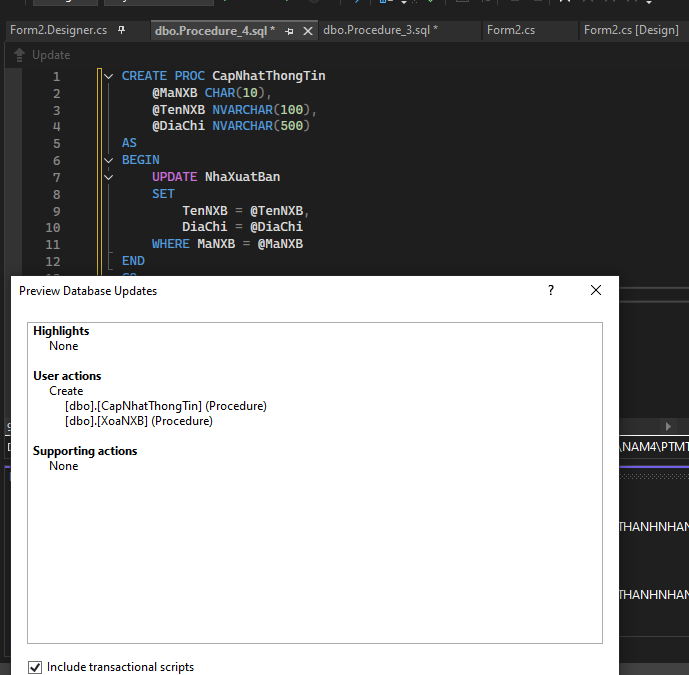 Form2.Designer.cs
dbo.Procedure_4.sql *
dbo.Procedure_3.sql *
Form2.cs
Form2.cs [Design]
Update
1 CREATE PROC CapNhatThongTin
2 @MaNXB CHAR(10),
3 @TenNXB NVARCHAR(100),
4 @DiaChi NVARCHAR(500)
5 AS
6 BEGIN
7 UPDATE NhaXuatBan
8 SET
9 TenNXB = @TenNXB,
10 DiaChi = @DiaChi
11 WHERE MaNXB = @MaNXB
12 END
Preview Database Updates
?
Highlights
None
User actions
Create
[dbo].[CapNhatThongTin] (Procedure)
[dbo].[XoaNXB] (Procedure)
Supporting actions
None
\NAM4\PTMT
THANHNHAN
THANHNHAN
Include transactional scripts